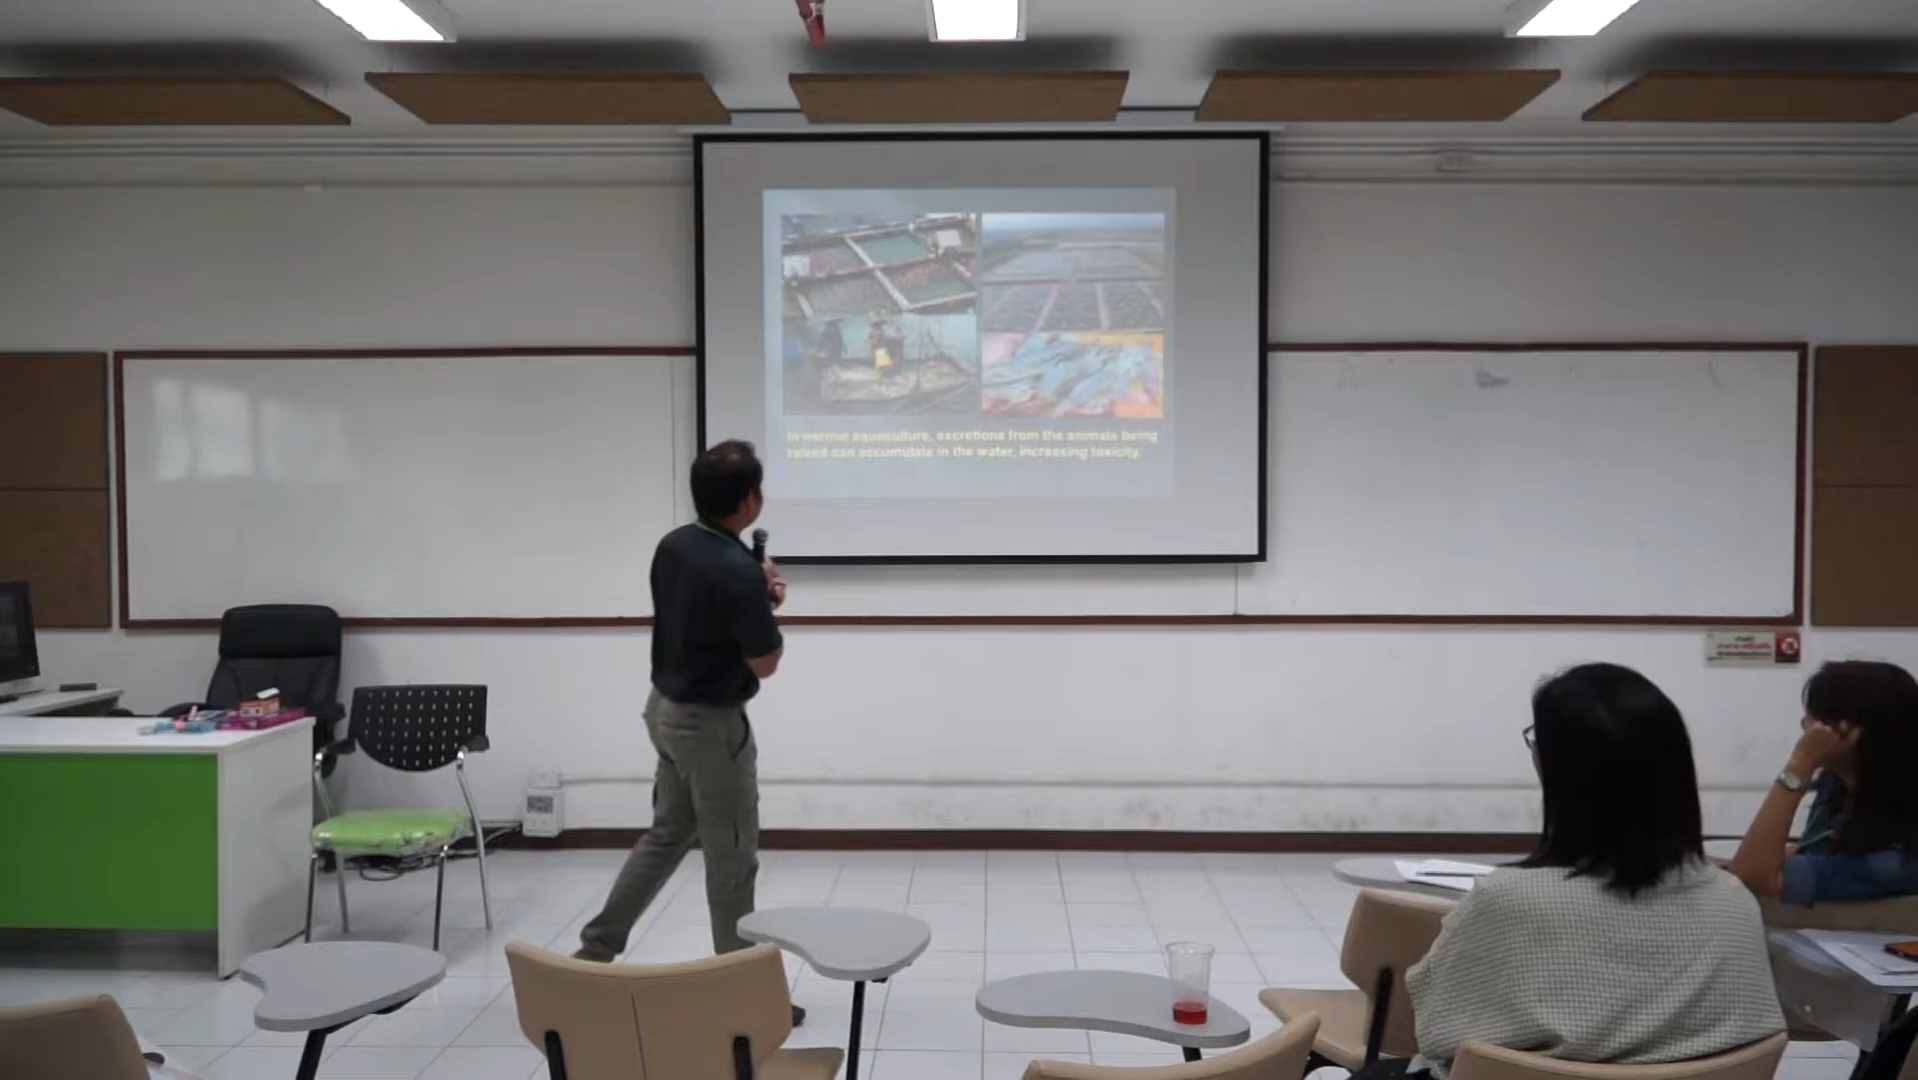 In normal aquaculture, excretions from the animals being
raised can accumulate in the water, increasing toxicity.